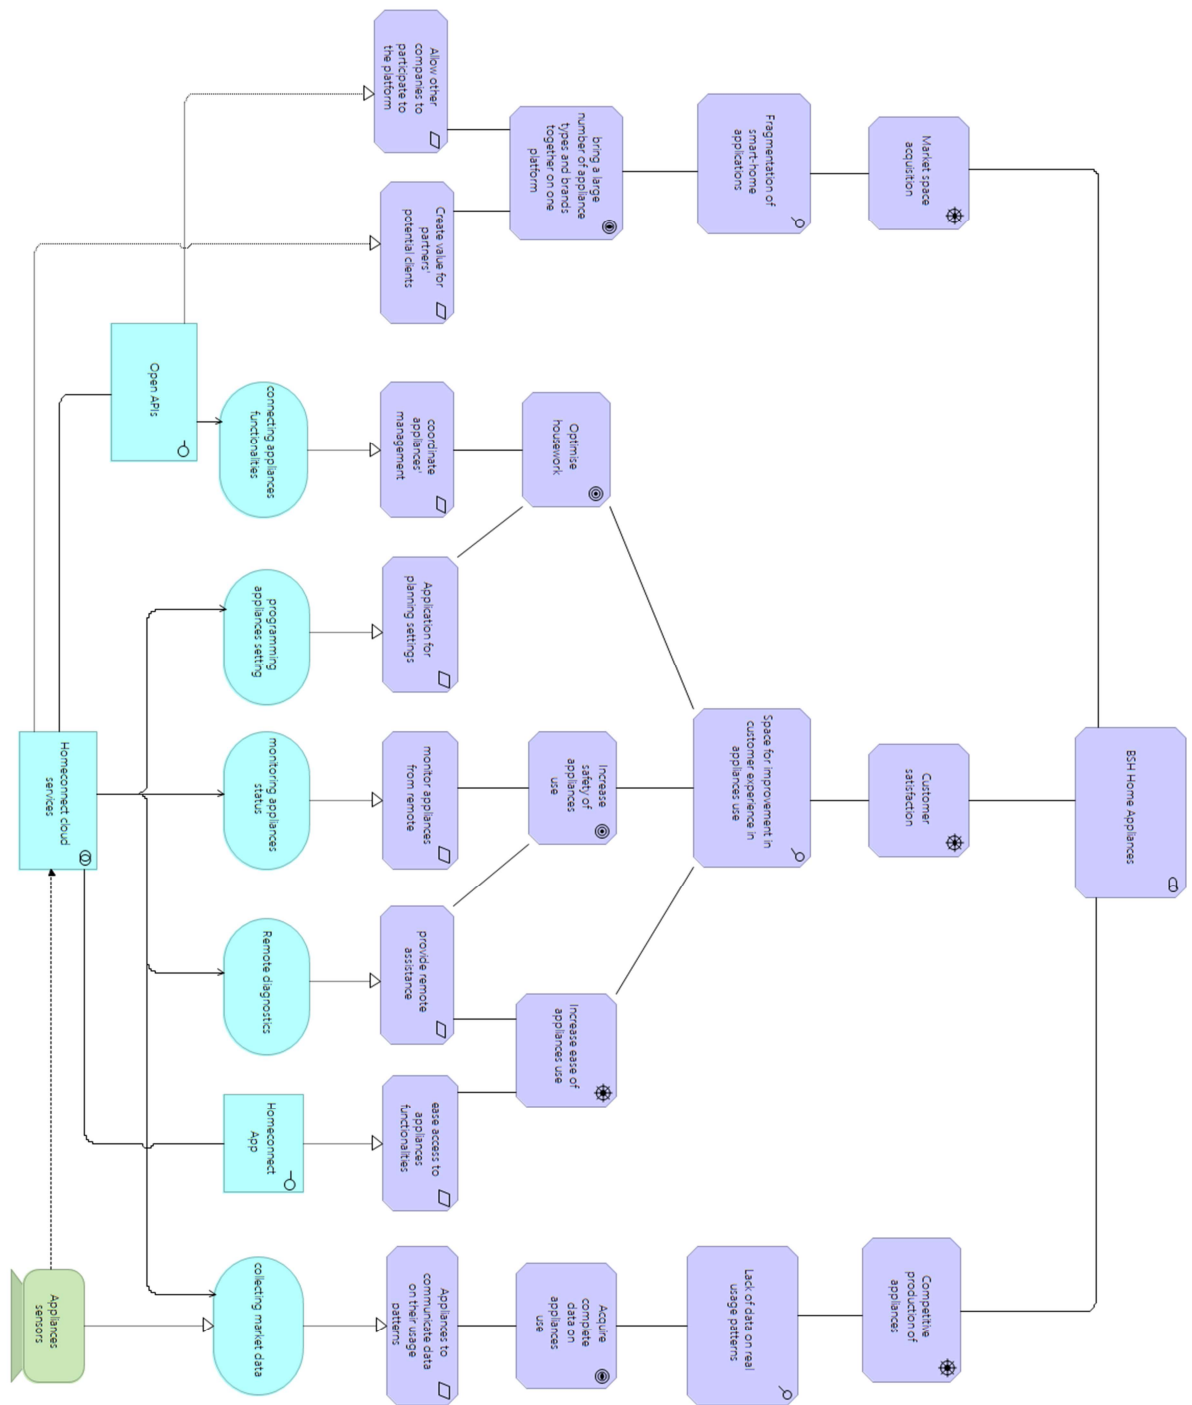 BSH Home Appliances
Market space
acquisition
Customer
satisfaction
Competitive
production of
appliances
Fragmentation of
smart-home
applications
Space for improvement in
customer experience in
appliances use
Lack of data on real
usage patterns
bring a large
number of appliance
types and brands
together on one
platform
Optimise
housework
Increase
safety of
appliances
use
Increase ease of
appliances use
Acquire
complete
data on
appliances
use
Allow other
companies to
participate to
the platform
Create value for
partners'
potential clients
coordinate
appliances'
management
Application for
planning settings
monitor appliances
from remote
provide remote
assistance
ease access to
appliances
functionalities
Appliances to
communicate data
on their usage
patterns
connecting appliances
functionalities
programming
appliances setting
monitoring appliances
status
Remote diagnostics
Homeconnect
App
collecting market data
Open APIs
Homeconnect cloud
services
Appliances
sensors